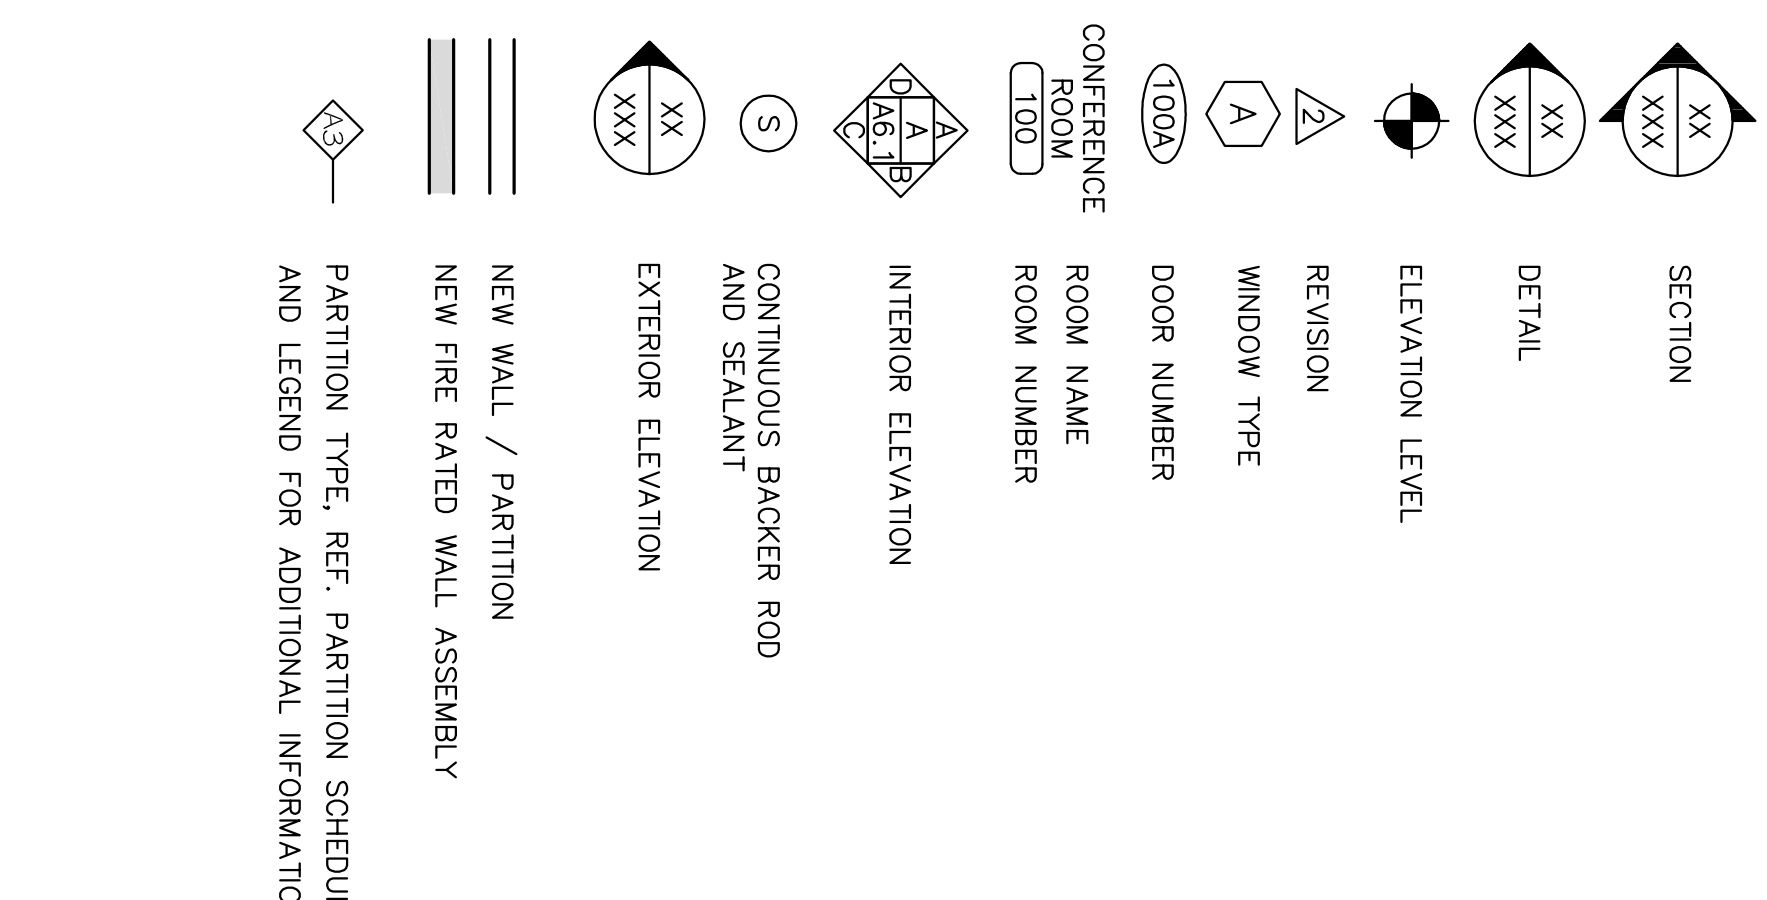 XX
XXX
SECTION
XX
XXX
DETAIL
ELEVATION LEVEL
2
REVISION
A
WINDOW TYPE
100A
DOOR NUMBER
CONFERENCE
ROOM
ROOM NAME
100
ROOM NUMBER
A
D
A
A6.1
B
C
INTERIOR ELEVATION
S
CONTINUOUS BACKER ROD
AND SEALANT
XX
XXX
EXTERIOR ELEVATION
NEW WALL / PARTITION
NEW FIRE RATED WALL ASSEMBLY
A3
PARTITION TYPE, REF. PARTITION
AND LEGEND FOR ADDITIONAL